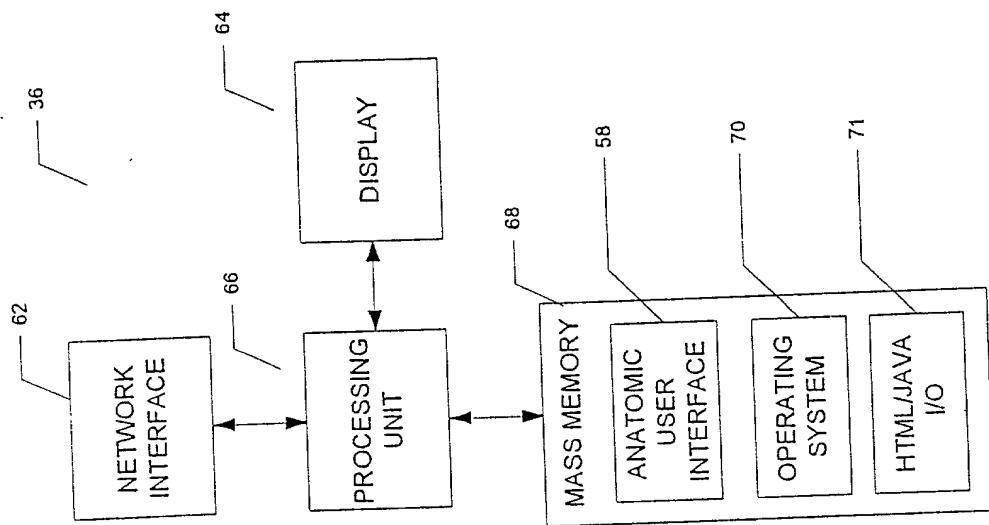 36
62
NETWORK
INTERFACE
66
PROCESSING
UNIT
64
DISPLAY
68
MASS MEMORY
58
ANATOMIC
USER
INTERFACE
70
OPERATING
SYSTEM
71
HTML/JAVA
I/O